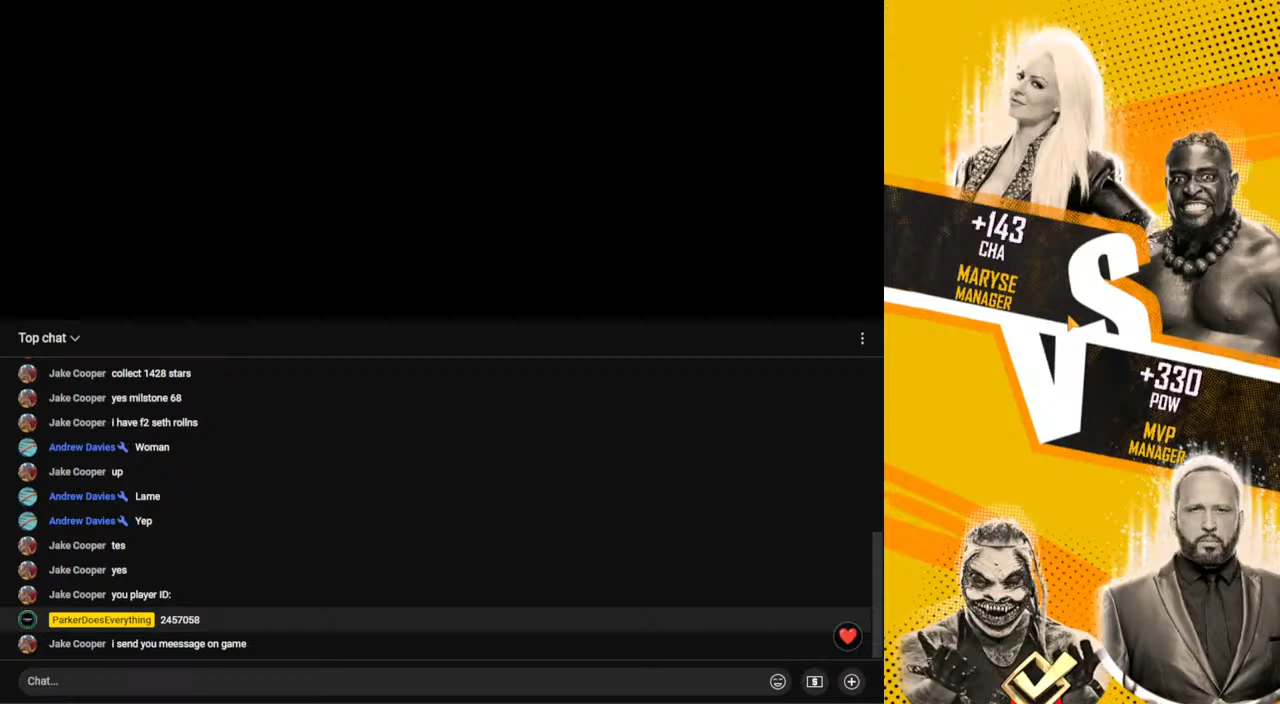 Top chat
Jake Cooper collect 1428 stars
Jake Cooper yes milstone 68
Jake Cooper i have f2 seth rollns
Andrew Davies Woman
Jake Cooper up
Andrew Davies Lame
Andrew Davies Yep
Jake Cooper tes
Jake Cooper yes
Jake Cooper you player ID:
ParkerDoesEverything 2457058
Jake Cooper i send you meessage on game
Chat...
+143
CHA
MARYSE
MANAGER
VS
+330
POW
MVP
MANAGER